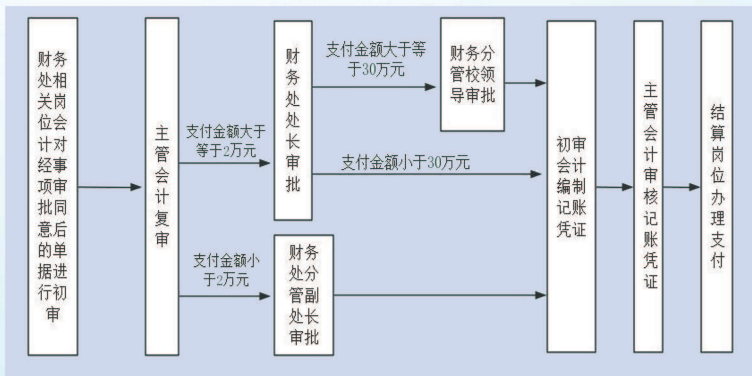 财务
处相
关岗
位会
计对
经事
项审
批同
意后
的单
据进
行初
审
主管会计复审
支付金额大于
等于2万元
支付金额小
于2万元
财务处处长审批
财务
处分
管副
处长
审批
支付金额大于等
于30万元
支付金额小于30万元
财务分
管校领
导审批
初审
会计
编制
记账
凭证
主管会计审核记账凭证
结算岗位办理支付